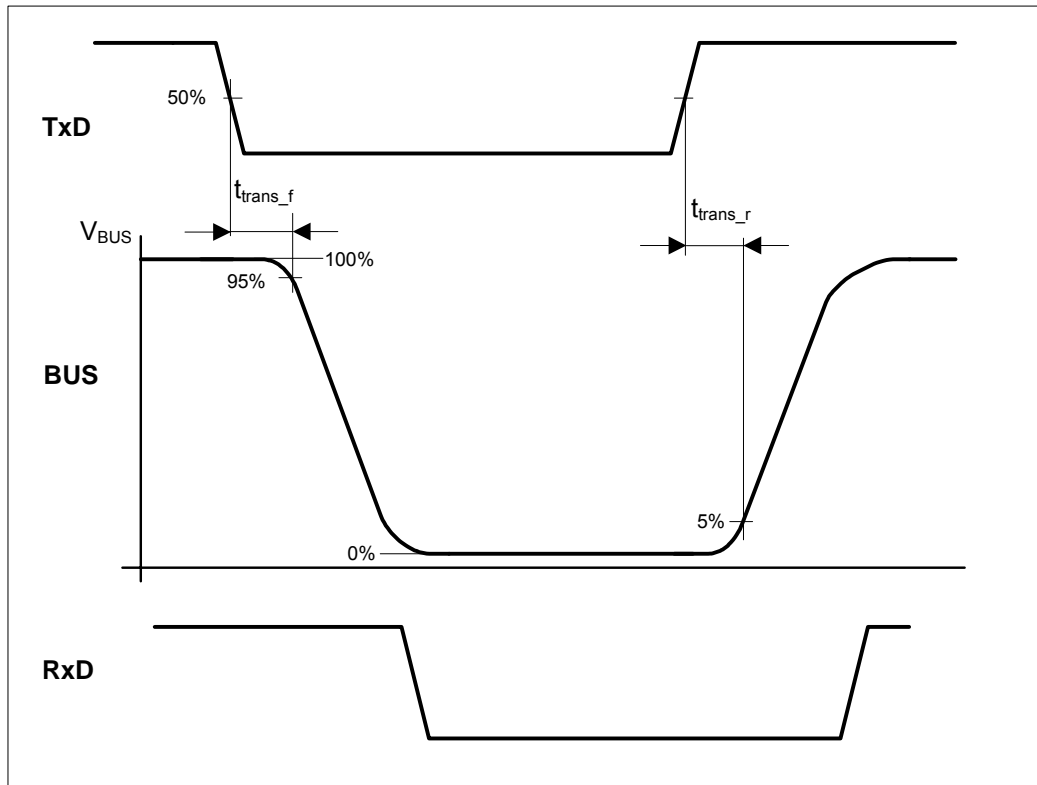 50%
TxD
t_trans_f
t_trans_r
V_BUS
100%
95%
BUS
5%
0%
RxD